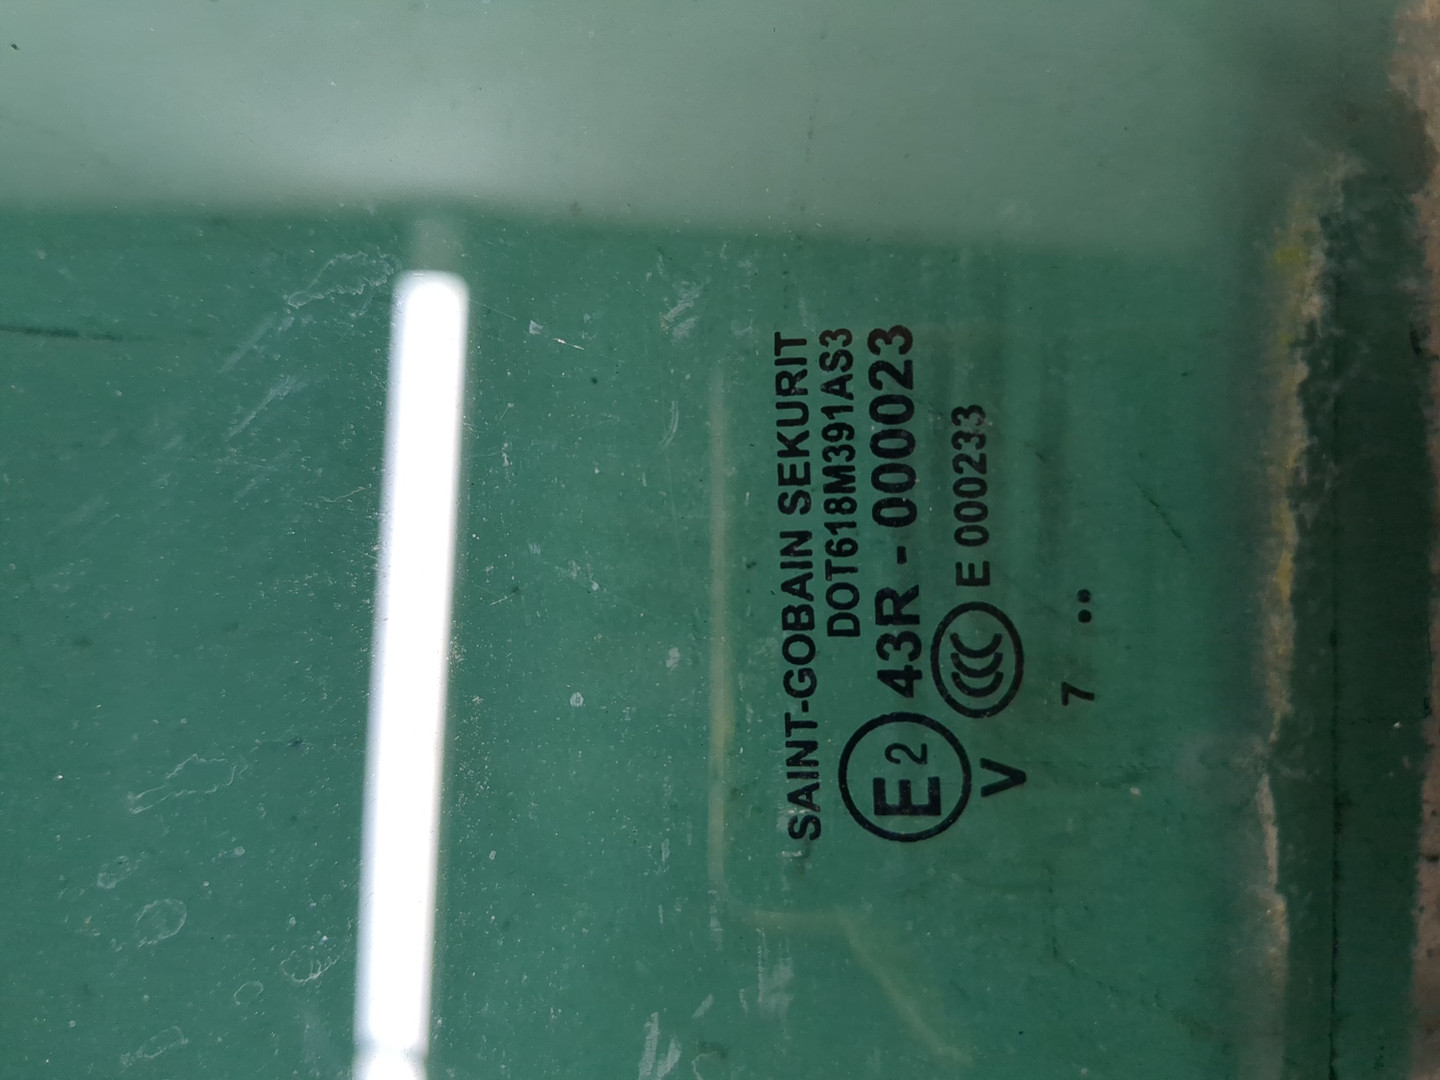 SAINT-GOBAIN SEKURIT
DOT618M391AS3
E2 43R - 000023
V CCC E 000233
7 ..